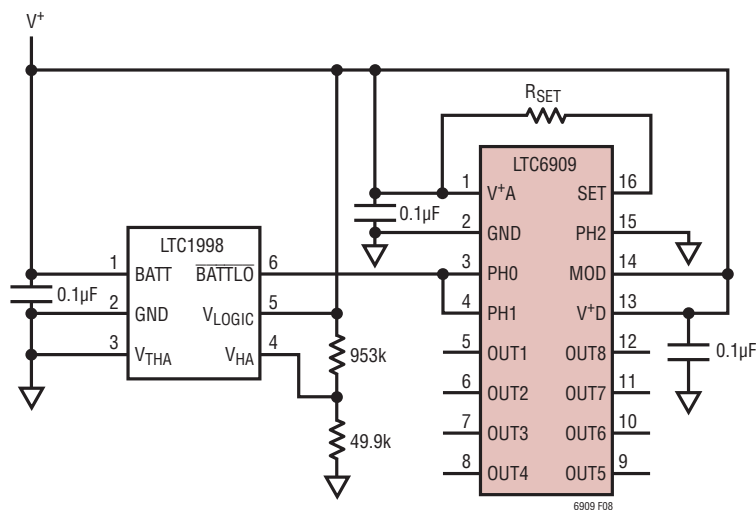 V+
RSET
LTC6909
1 V+A SET 16
0.1µF
2 GND PH2 15
LTC1998
1 BATT BATTLO 6
3 PH0 MOD 14
0.1µF
2 GND VLOGIC 5
4 PH1 V+D 13
3 VTHA VHA 4
953k
5 OUT1 OUT8 12
0.1µF
6 OUT2 OUT7 11
49.9k
7 OUT3 OUT6 10
8 OUT4 OUT5 9
6909 F08